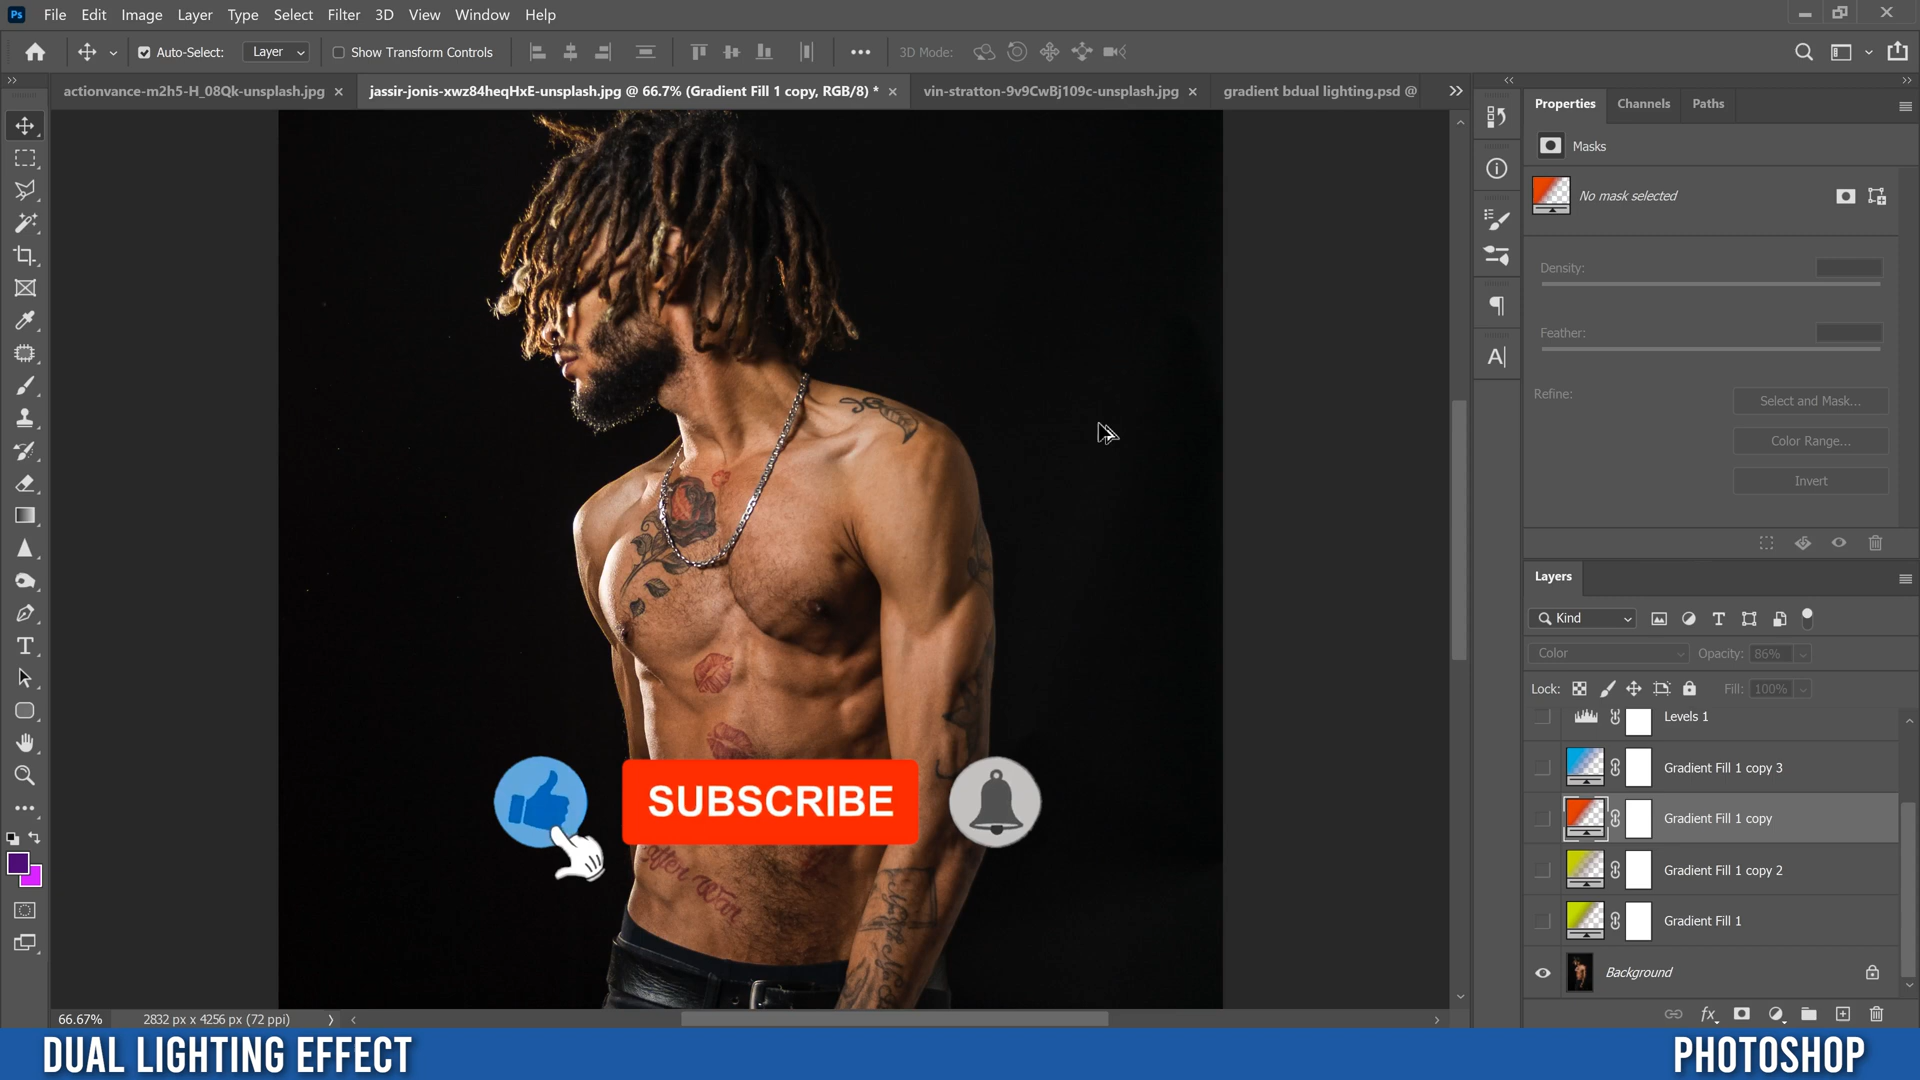 Ps File Edit Image Layer Type Select Filter 3D View Window Help
Auto-Select: Layer Show Transform Controls 3D Mode:
actionvance-m2h5-H_08Qk-unsplash.jpg jassir-jonis-xwz84heqHxE-unsplash.jpg @ 66.7% (Gradient Fill 1 copy, RGB/8) * vin-stratton-9v9CwBj109c-unsplash.jpg gradient bdual lighting.psd @
Properties Channels Paths
Masks
No mask selected
Density:
Feather:
Refine: Select and Mask...
Color Range...
Invert
Layers
Kind
Color Opacity: 86%
Lock: Fill: 100%
Levels 1
Gradient Fill 1 copy 3
Gradient Fill 1 copy
Gradient Fill 1 copy 2
Gradient Fill 1
Background
SUBSCRIBE
after War
66.67% 2832 px x 4256 px (72 ppi)
DUAL LIGHTING EFFECT
PHOTOSHOP